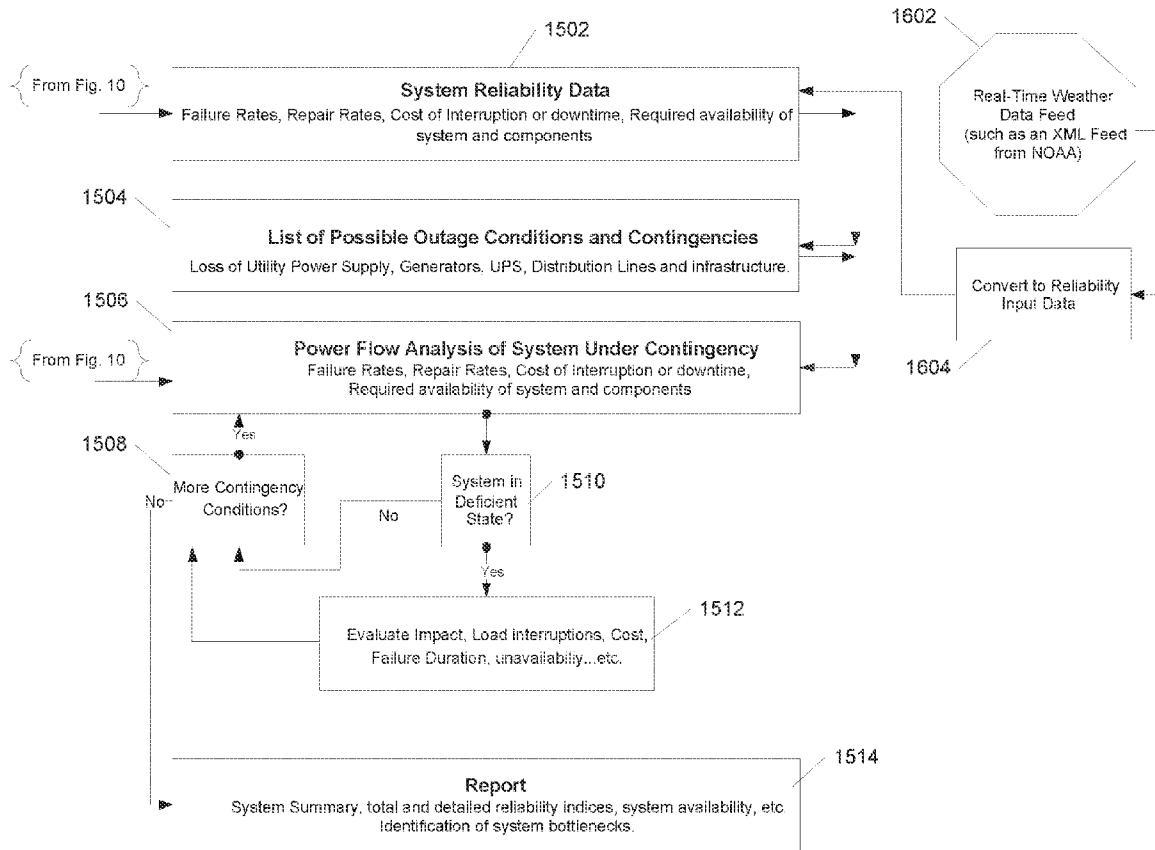 1502
1602
From Fig. 10
System Reliability Data
Failure Rates, Repair Rates, Cost of Interruption or downtime, Required availability of
system and components
Real-Time Weather
Data Feed
(such as an XML Feed
from NOAA)
1504
List of Possible Outage Conditions and Contingencies
Loss of Utility Power Supply, Generators. UPS, Distribution Lines and infrastructure.
Convert to Reliability
Input Data
1604
1506
From Fig. 10
Power Flow Analysis of System Under Contingency
Failure Rates, Repair Rates, Cost of Interruption or downtime,
Required availability of system and components
Yes
1508
More Contingency
Conditions?
No
No
System in
Deficient
State?
1510
Yes
1512
Evaluate Impact, Load interruptions, Cost,
Failure Duration, unavailabiliy...etc.
1514
Report
System Summary, total and detailed reliability indices, system availability, etc.
Identification of system bottlenecks.